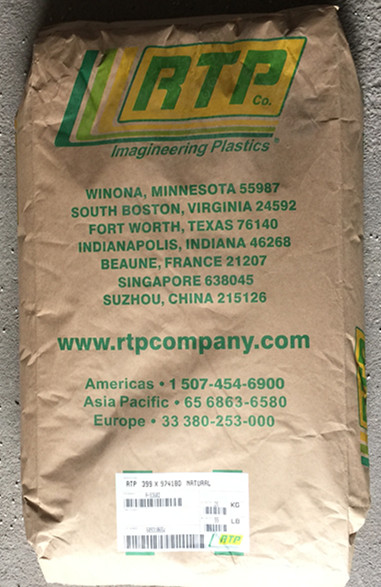 RTP
Co.
Imagineering Plastics®
WINONA, MINNESOTA 55987
SOUTH BOSTON, VIRGINIA 24592
FORT WORTH, TEXAS 76140
INDIANAPOLIS, INDIANA 46268
BEAUNE, FRANCE 21207
SINGAPORE 638045
SUZHOU, CHINA 215126
www.rtpcompany.com
Americas • 1 507-454-6900
Asia Pacific • 65 6863-6580
Europe • 33 380-253-000
RTP 399 X 97419D NATURAL
KG
LB
RTP